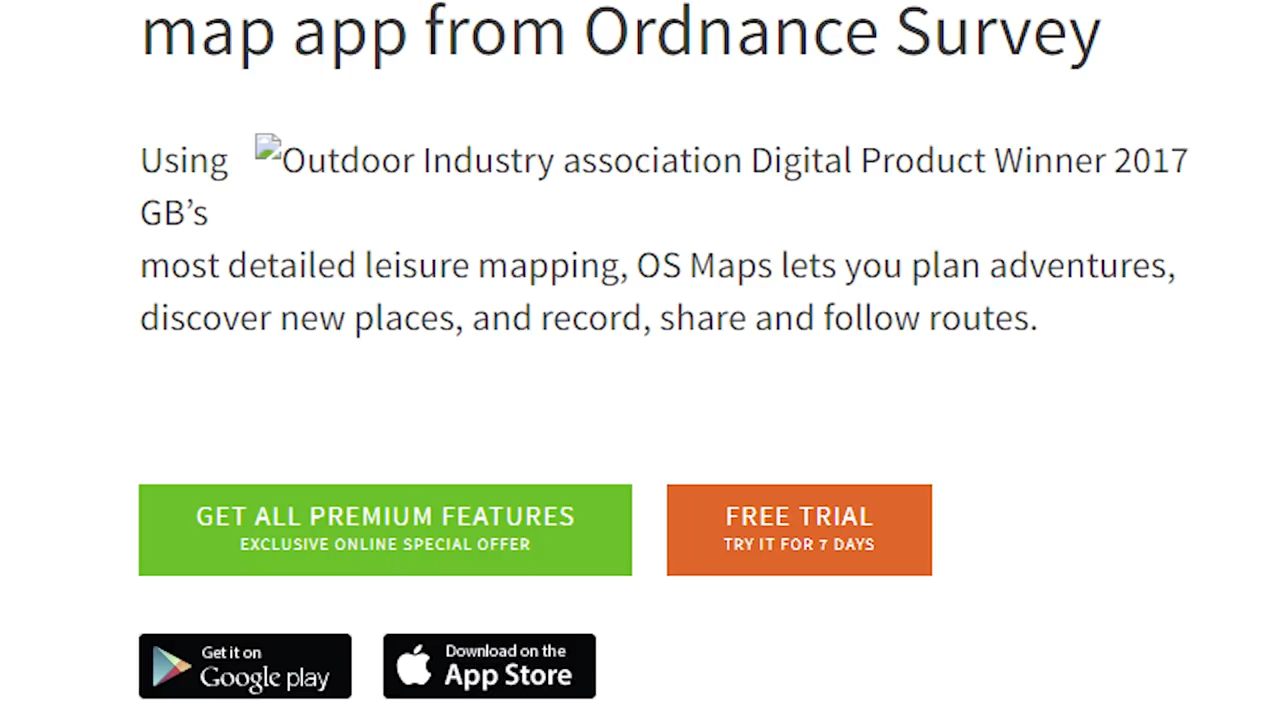 map app from Ordnance Survey
Using Outdoor Industry association Digital Product Winner 2017
GB’s
most detailed leisure mapping, OS Maps lets you plan adventures,
discover new places, and record, share and follow routes.
GET ALL PREMIUM FEATURES
EXCLUSIVE ONLINE SPECIAL OFFER
FREE TRIAL
TRY IT FOR 7 DAYS
Get it on
Google play
Download on the
App Store